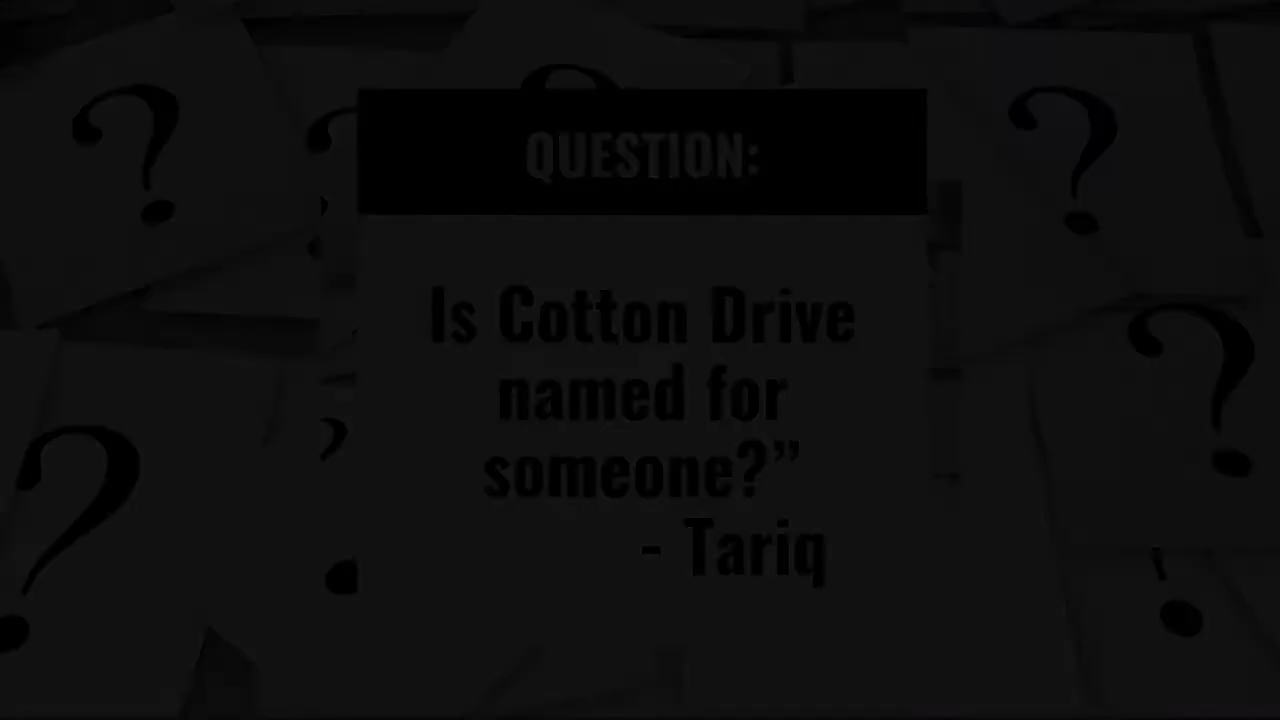 QUESTION:
Is Cotton Drive
named for
someone?”
- Tariq